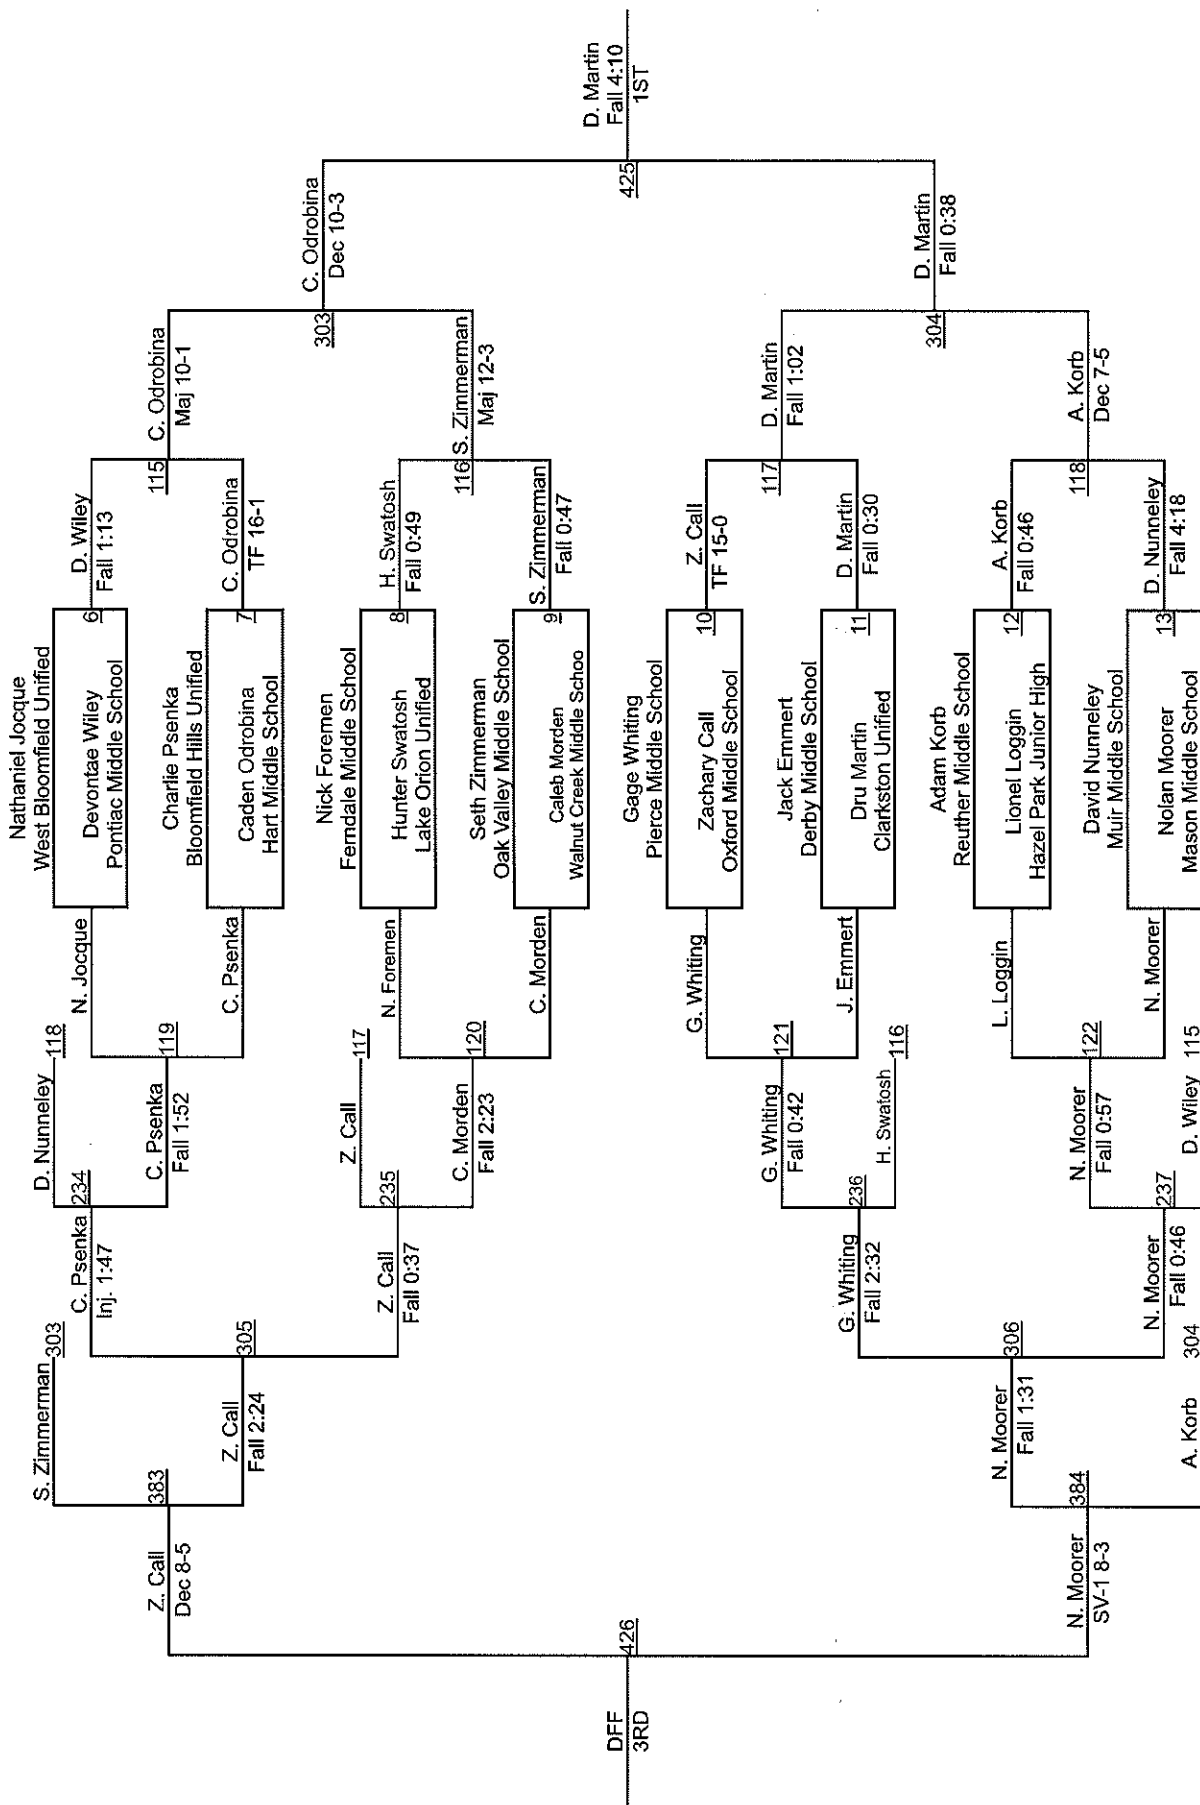 Nathaniel Jocque
West Bloomfield Unified
Devontae Wiley
Pontiac Middle School
6
Charlie Psenka
Bloomfield Hills Unified
Caden Odrobina
Hart Middle School
7
Nick Foremen
Ferndale Middle School
Hunter Swatosh
Lake Orion Unified
8
Seth Zimmerman
Oak Valley Middle School
Caleb Morden
Walnut Creek Middle Schoo
9
Gage Whiting
Pierce Middle School
Zachary Call
Oxford Middle School
10
Jack Emmert
Derby Middle School
Dru Martin
Clarkston Unified
11
Adam Korb
Reuther Middle School
Lionel Loggin
Hazel Park Junior High
12
David Nunneley
Muir Middle School
Nolan Moorer
Mason Middle School
13
D. Wiley
Fall 1:13
115
C. Odrobina
TF 16-1
H. Swatosh
Fall 0:49
116
S. Zimmerman
Fall 0:47
Z. Call
TF 15-0
117
D. Martin
Fall 0:30
A. Korb
Fall 0:46
118
D. Nunneley
Fall 4:18
C. Odrobina
Maj 10-1
303
S. Zimmerman
Maj 12-3
D. Martin
Fall 1:02
304
A. Korb
Dec 7-5
C. Odrobina
Dec 10-3
425
D. Martin
Fall 0:38
D. Martin
Fall 4:10
1ST
N. Jocque
119
C. Psenka
N. Foremen
120
C. Morden
G. Whiting
121
J. Emmert
L. Loggin
122
N. Moorer
D. Nunneley
118
234
C. Psenka
Fall 1:52
Z. Call
117
235
C. Morden
Fall 2:23
G. Whiting
Fall 0:42
236
H. Swatosh
116
N. Moorer
Fall 0:57
237
D. Wiley
115
C. Psenka
Inj. 1:47
305
Z. Call
Fall 0:37
G. Whiting
Fall 2:32
306
N. Moorer
Fall 0:46
S. Zimmerman
303
383
Z. Call
Fall 2:24
N. Moorer
Fall 1:31
384
A. Korb
304
Z. Call
Dec 8-5
426
N. Moorer
SV-1 8-3
DFF
3RD